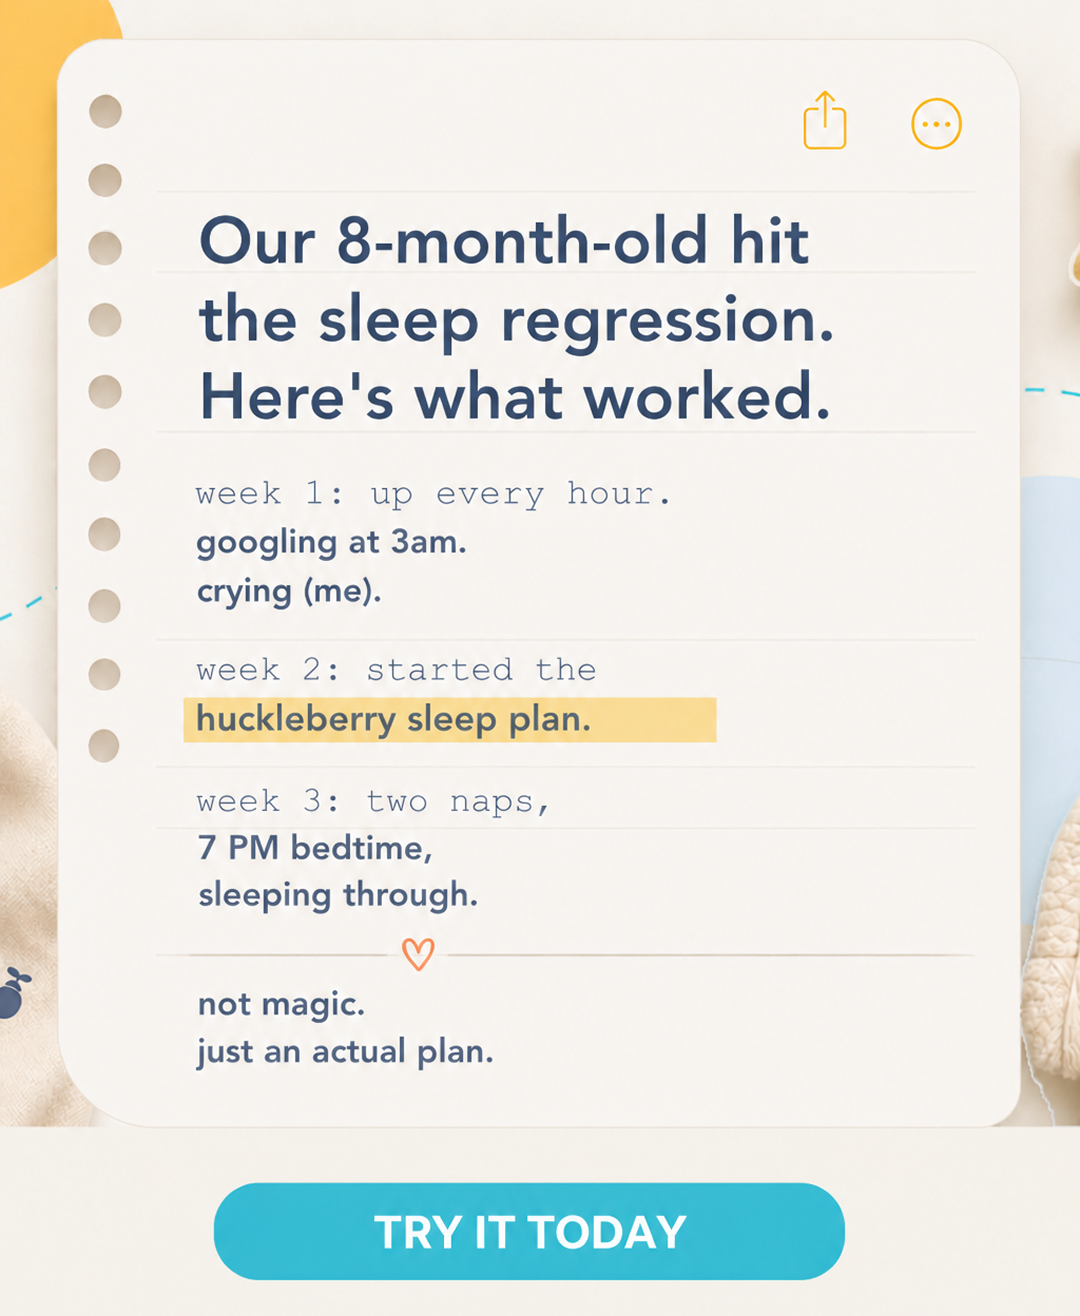 Our 8-month-old hit
the sleep regression.
Here's what worked.
week 1: up every hour.
googling at 3am.
crying (me).
week 2: started the
huckleberry sleep plan.
week 3: two naps,
7 PM bedtime,
sleeping through.
not magic.
just an actual plan.
TRY IT TODAY